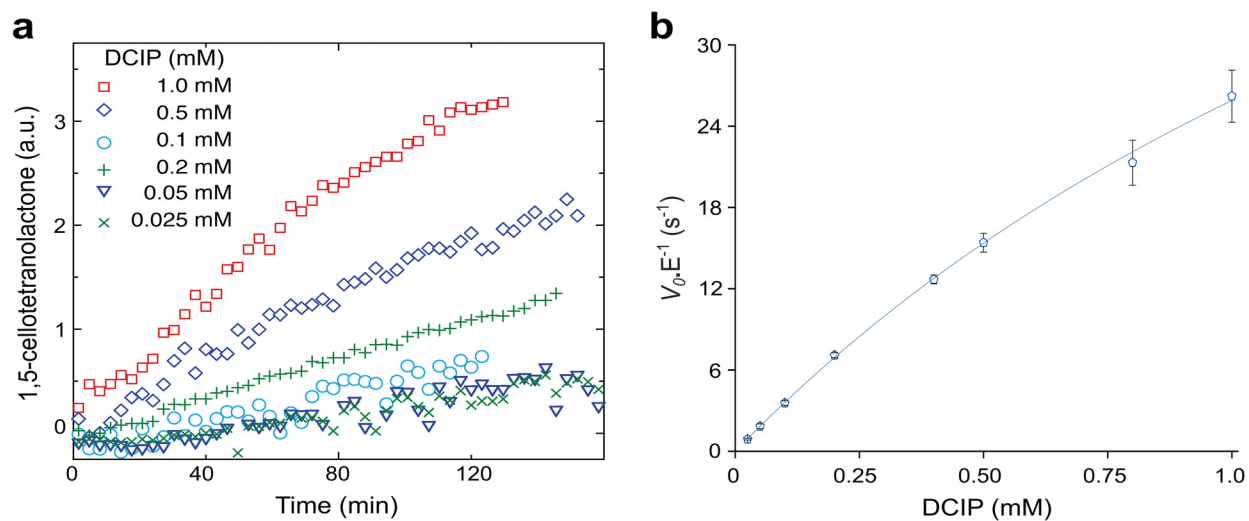 a
DCIP (mM)
1.0 mM
0.5 mM
0.1 mM
0.2 mM
0.05 mM
0.025 mM
1,5-cellotetranolactone (a.u.)
3
2
1
0
0 40 80 120
Time (min)
b
V₀.E⁻¹ (s⁻¹)
30
24
18
12
6
0
0 0.25 0.50 0.75 1.0
DCIP (mM)